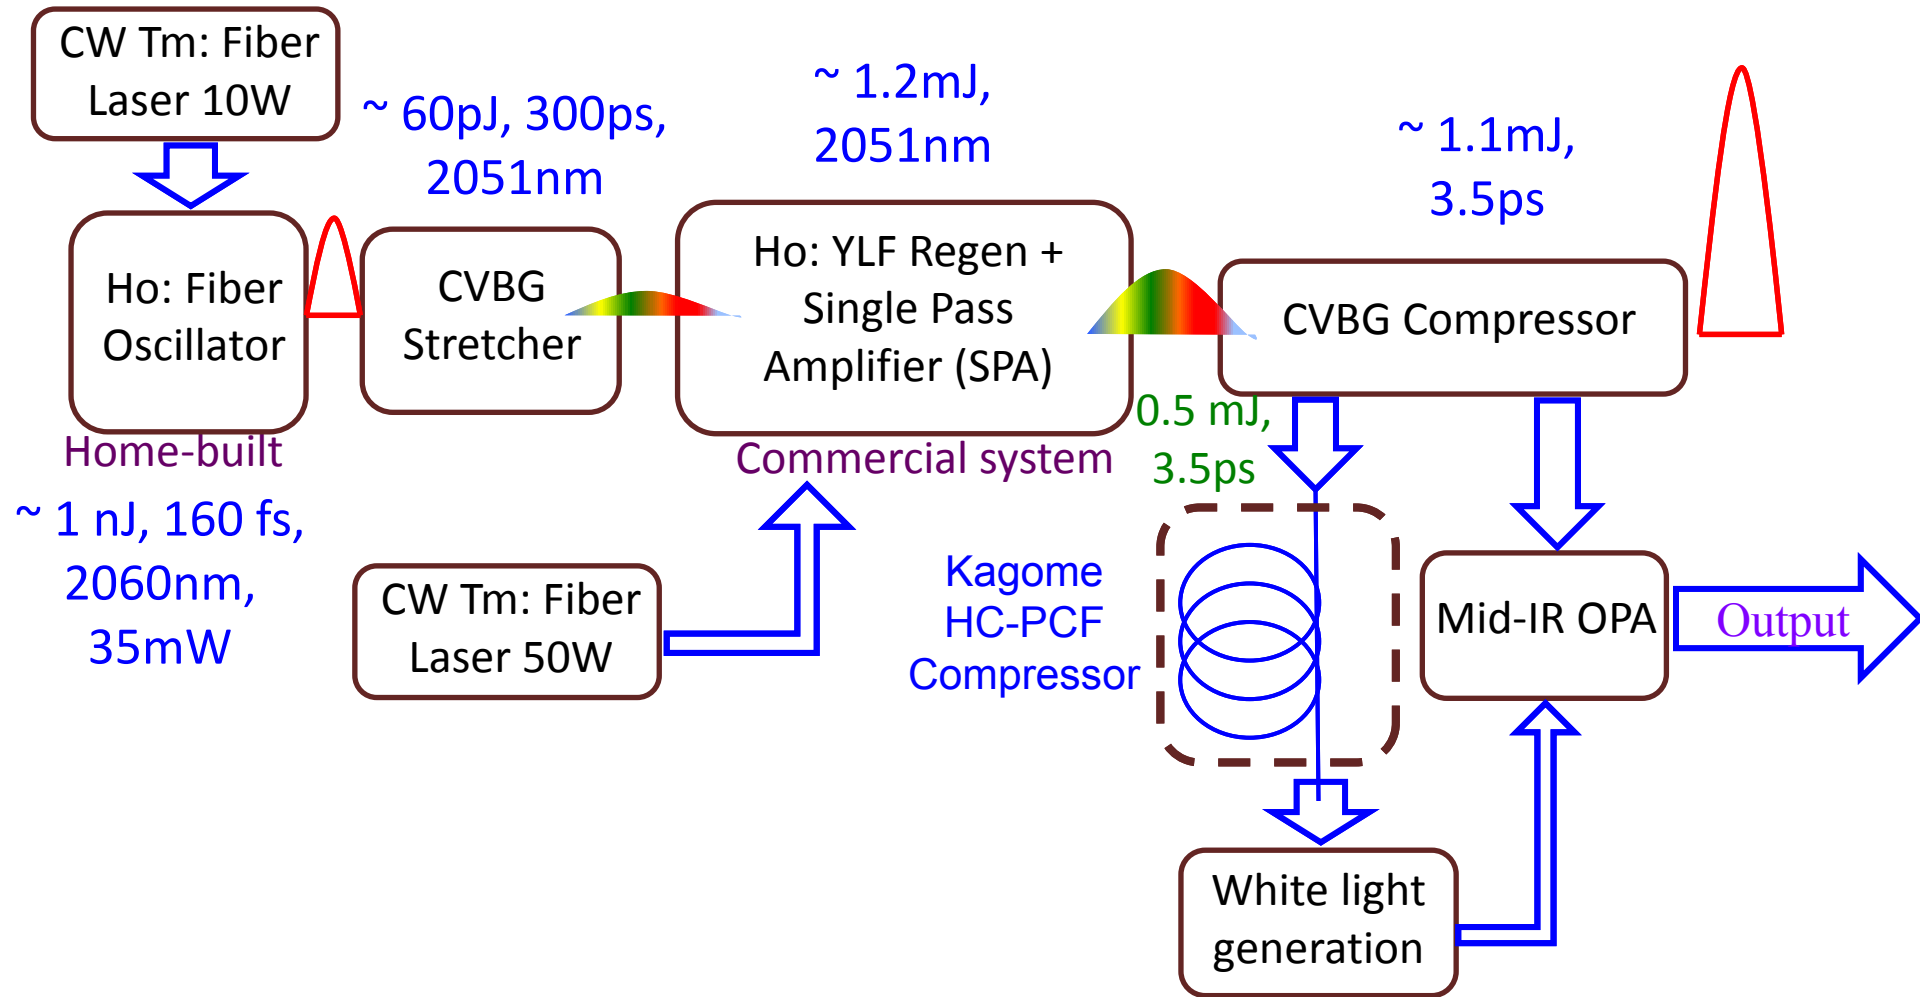 CW Tm: Fiber
Laser 10W
~ 60pJ, 300ps,
2051nm
~ 1.2mJ,
2051nm
~ 1.1mJ,
3.5ps
Ho: Fiber
Oscillator
CVBG
Stretcher
Ho: YLF Regen +
Single Pass
Amplifier (SPA)
CVBG Compressor
Home-built
~ 1 nJ, 160 fs,
2060nm,
35mW
Commercial system
0.5 mJ,
3.5ps
CW Tm: Fiber
Laser 50W
Kagome
HC-PCF
Compressor
Mid-IR OPA
Output
White light
generation